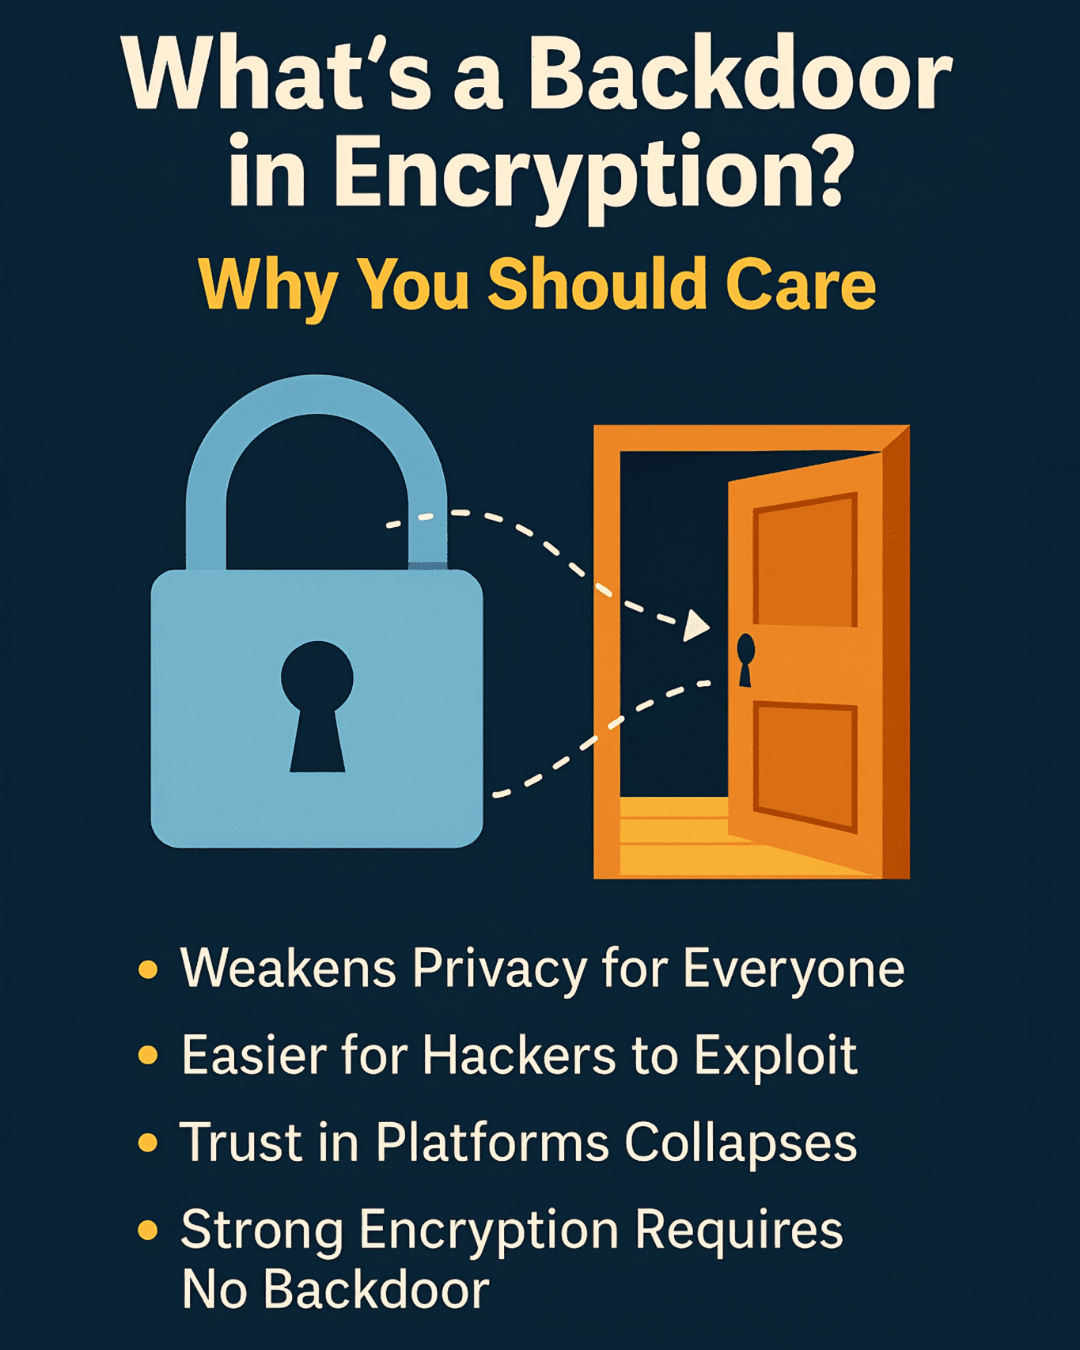 What's a Backdoor
in Encryption?
Why You Should Care
• Weakens Privacy for Everyone
• Easier for Hackers to Exploit
• Trust in Platforms Collapses
• Strong Encryption Requires
No Backdoor